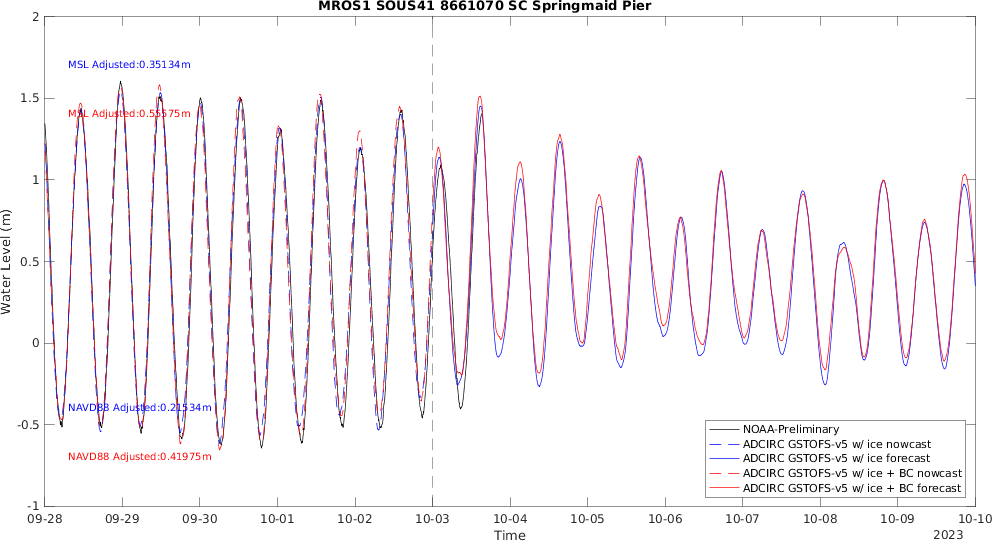 MROS1 SOUS41 8661070 SC Springmaid Pier
2
1.5
1
0.5
0
-0.5
-1
Water Level (m)
MSL Adjusted:0.35134m
MSL Adjusted:0.55575m
NAVD88 Adjusted:0.21534m
NAVD88 Adjusted:0.41975m
NOAA-Preliminary
ADCIRC GSTOFS-v5 w/ ice nowcast
ADCIRC GSTOFS-v5 w/ ice forecast
ADCIRC GSTOFS-v5 w/ ice + BC nowcast
ADCIRC GSTOFS-v5 w/ ice + BC forecast
09-28 09-29 09-30 10-01 10-02 10-03 10-04 10-05 10-06 10-07 10-08 10-09 10-10
Time
2023